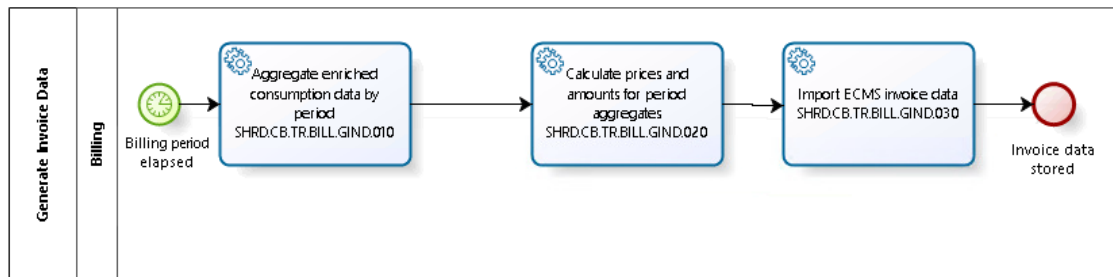 Generate Invoice Data
Billing
Billing period
elapsed
Aggregate enriched
consumption data by
period
SHRD.CB.TR.BILL.GIND.010
Calculate prices and
amounts for period
aggregates
SHRD.CB.TR.BILL.GIND.020
Import ECMS invoice data
SHRD.CB.TR.BILL.GIND.030
Invoice data
stored